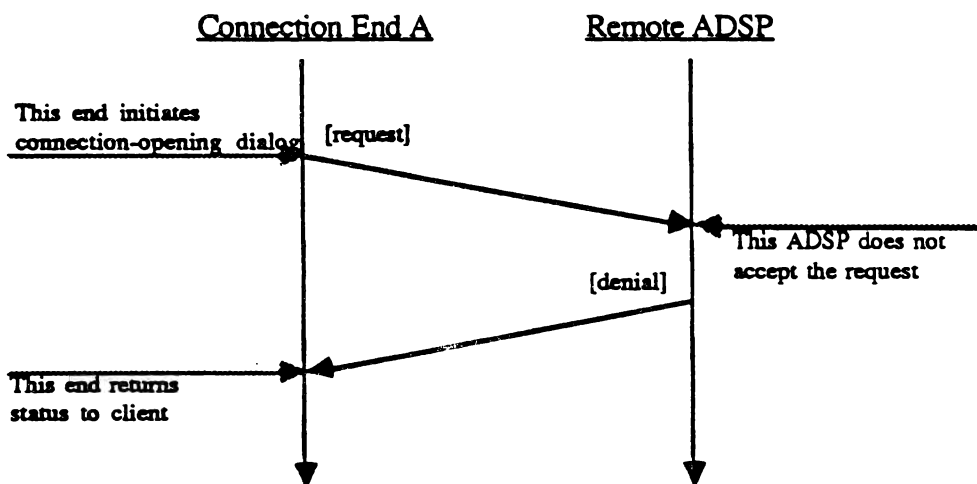 Connection End A
Remote ADSP
This end initiates
connection-opening dialog
[request]
This ADSP does not
accept the request
[denial]
This end returns
status to client